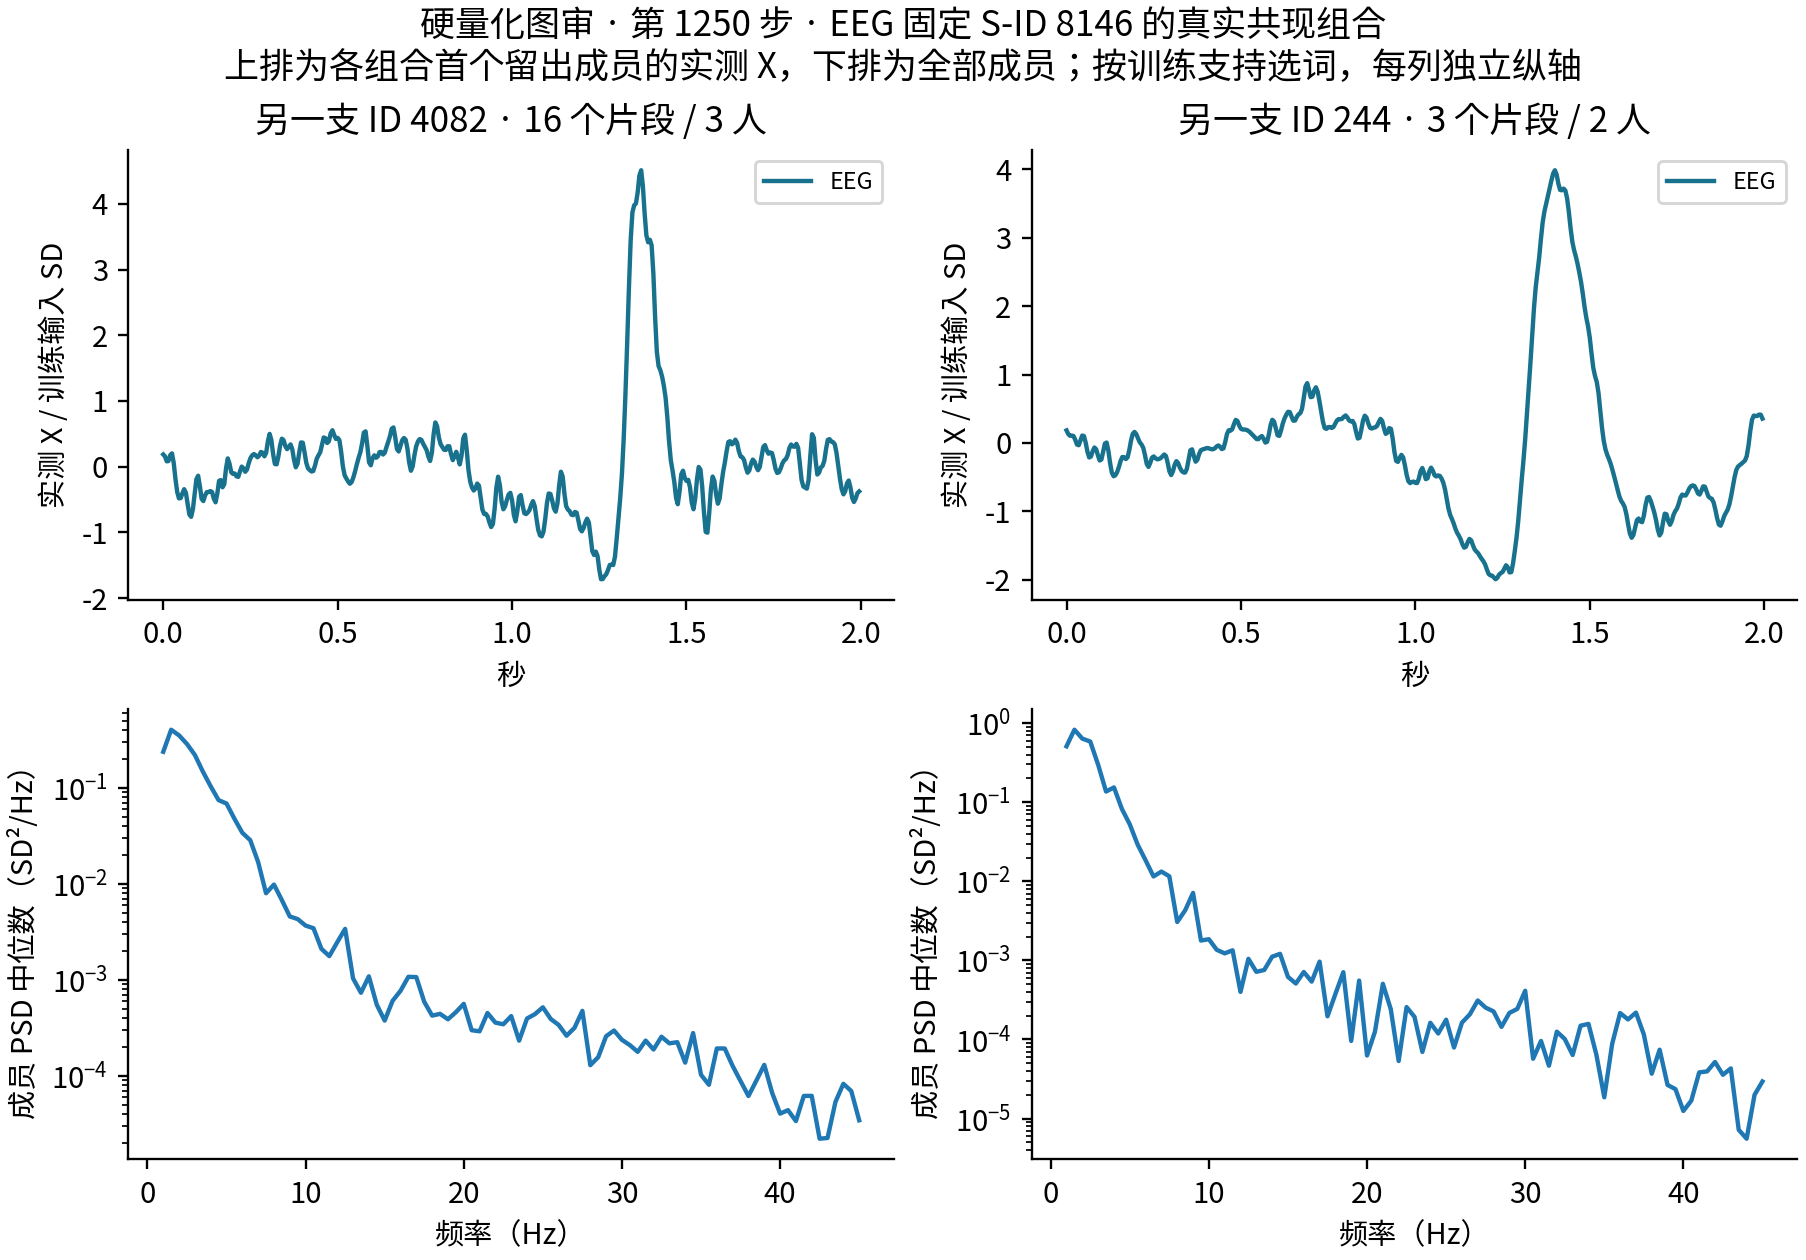 硬量化图审 · 第 1250 步 · EEG 固定 S-ID 8146 的真实共现组合
上排为各组合首个留出成员的实测 X，下排为全部成员；按训练支持选词，每列独立纵轴
另一支 ID 4082 · 16 个片段 / 3 人
EEG
实测 X / 训练输入 SD
4
3
2
1
0
-1
-2
0.0 0.5 1.0 1.5 2.0
秒
另一支 ID 244 · 3 个片段 / 2 人
EEG
实测 X / 训练输入 SD
4
3
2
1
0
-1
-2
0.0 0.5 1.0 1.5 2.0
秒
成员 PSD 中位数（SD²/Hz）
10⁻¹
10⁻²
10⁻³
10⁻⁴
0 10 20 30 40
频率（Hz）
成员 PSD 中位数（SD²/Hz）
10⁰
10⁻¹
10⁻²
10⁻³
10⁻⁴
10⁻⁵
0 10 20 30 40
频率（Hz）